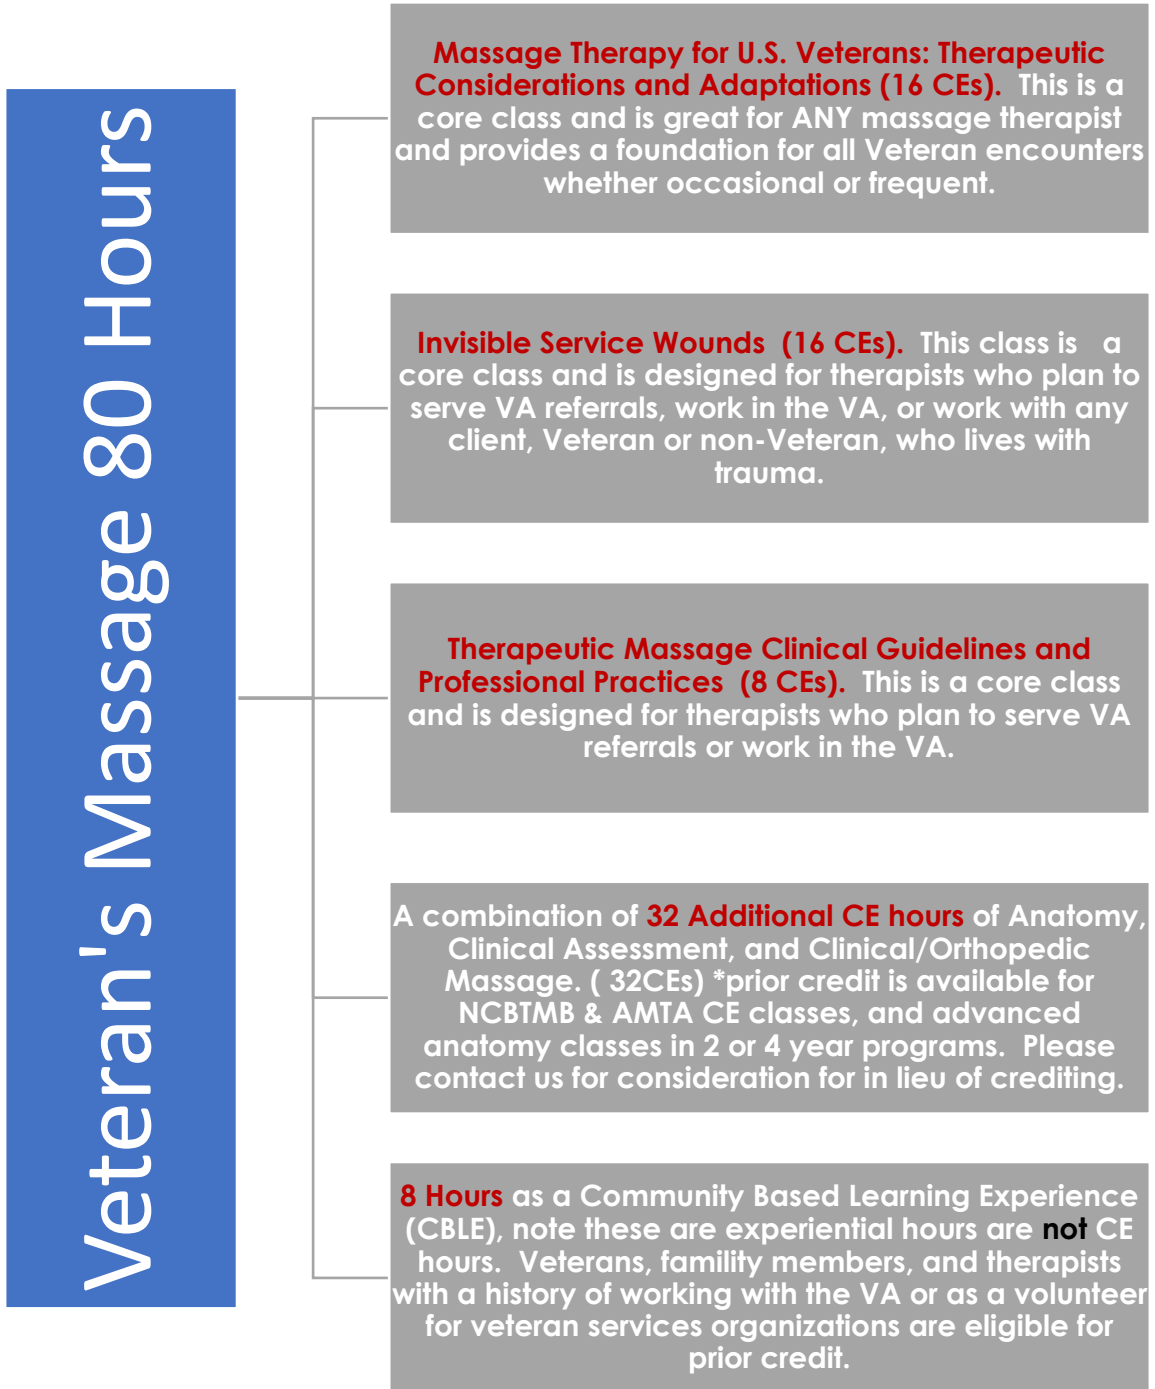 Veteran's Massage 80 Hours
Massage Therapy for U.S. Veterans: Therapeutic
Considerations and Adaptations (16 CEs).  This is a
core class and is great for ANY massage therapist
and provides a foundation for all Veteran encounters
whether occasional or frequent.
Invisible Service Wounds  (16 CEs).  This class is   a
core class and is designed for therapists who plan to
serve VA referrals, work in the VA, or work with any
client, Veteran or non-Veteran, who lives with
trauma.
Therapeutic Massage Clinical Guidelines and
Professional Practices  (8 CEs).  This is a core class
and is designed for therapists who plan to serve VA
referrals or work in the VA.
A combination of 32 Additional CE hours of Anatomy,
Clinical Assessment, and Clinical/Orthopedic
Massage. ( 32CEs) *prior credit is available for
NCBTMB & AMTA CE classes, and advanced
anatomy classes in 2 or 4 year programs.  Please
contact us for consideration for in lieu of crediting.
8 Hours as a Community Based Learning Experience
(CBLE), note these are experiential hours are not CE
hours.  Veterans, famility members, and therapists
with a history of working with the VA or as a volunteer
for veteran services organizations are eligible for
prior credit.